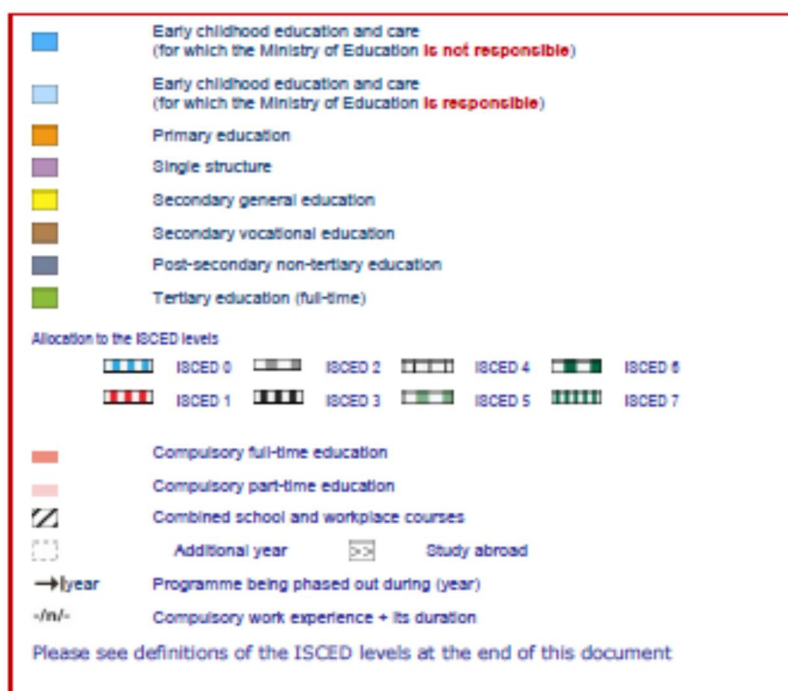 Early childhood education and care
(for which the Ministry of Education is not responsible)
Early childhood education and care
(for which the Ministry of Education is responsible)
Primary education
Single structure
Secondary general education
Secondary vocational education
Post-secondary non-tertiary education
Tertiary education (full-time)
Allocation to the ISCED levels
ISCED 0 ISCED 2 ISCED 4 ISCED 6
ISCED 1 ISCED 3 ISCED 5 ISCED 7
Compulsory full-time education
Compulsory part-time education
Combined school and workplace courses
Additional year >> Study abroad
year Programme being phased out during (year)
-/n/- Compulsory work experience + its duration
Please see definitions of the ISCED levels at the end of this document